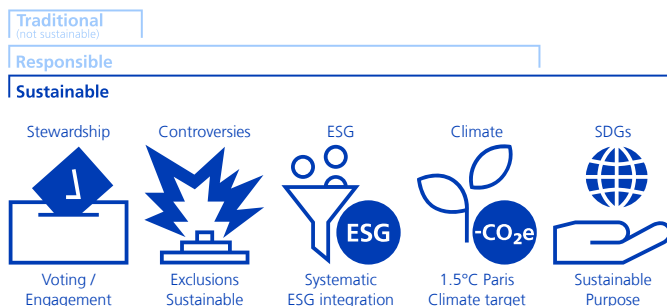 Traditional
(not sustainable)
Responsible
Sustainable
Stewardship
Controversies
ESG
Climate
SDGs
ESG
-CO₂e
Voting /
Engagement
Exclusions
Sustainable
Systematic
ESG integration
1.5°C Paris
Climate target
Sustainable
Purpose